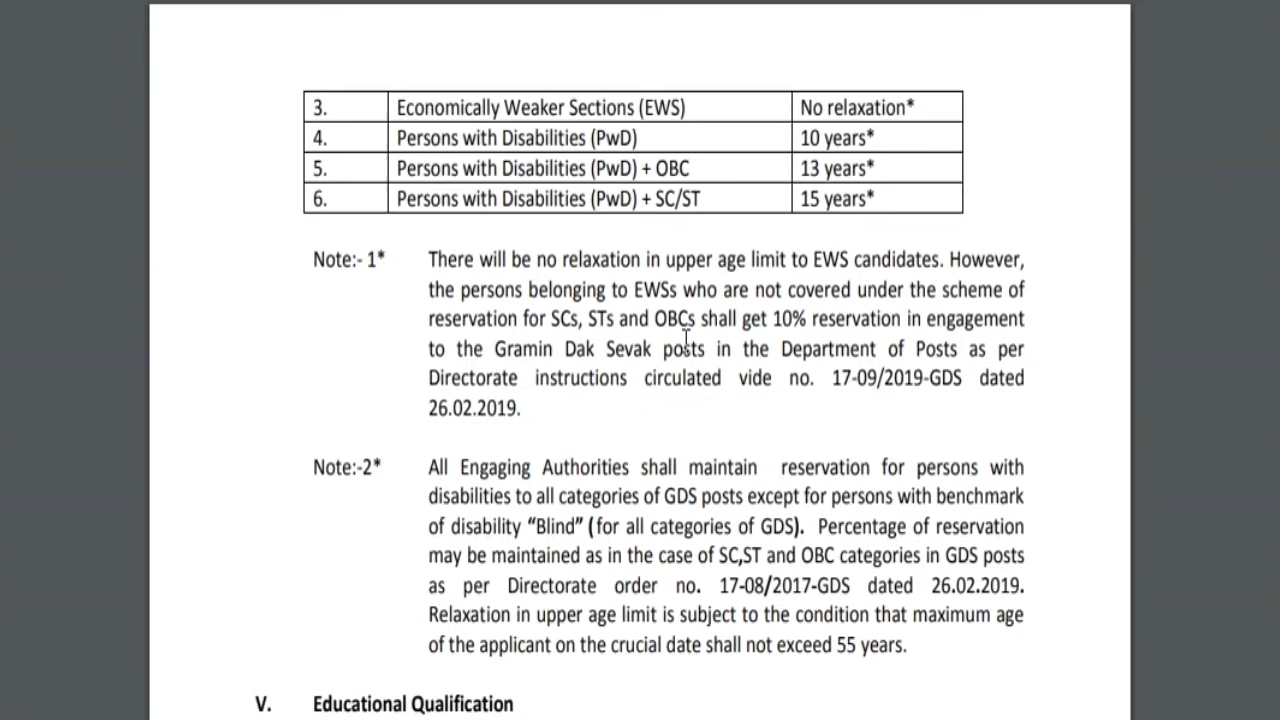 3. Economically Weaker Sections (EWS) No relaxation*
4. Persons with Disabilities (PwD) 10 years*
5. Persons with Disabilities (PwD) + OBC 13 years*
6. Persons with Disabilities (PwD) + SC/ST 15 years*
Note:- 1* There will be no relaxation in upper age limit to EWS candidates. However,
the persons belonging to EWSs who are not covered under the scheme of
reservation for SCs, STs and OBCs shall get 10% reservation in engagement
to the Gramin Dak Sevak posts in the Department of Posts as per
Directorate instructions circulated vide no. 17-09/2019-GDS dated
26.02.2019.
Note:-2* All Engaging Authorities shall maintain reservation for persons with
disabilities to all categories of GDS posts except for persons with benchmark
of disability “Blind” (for all categories of GDS). Percentage of reservation
may be maintained as in the case of SC,ST and OBC categories in GDS posts
as per Directorate order no. 17-08/2017-GDS dated 26.02.2019.
Relaxation in upper age limit is subject to the condition that maximum age
of the applicant on the crucial date shall not exceed 55 years.
V. Educational Qualification